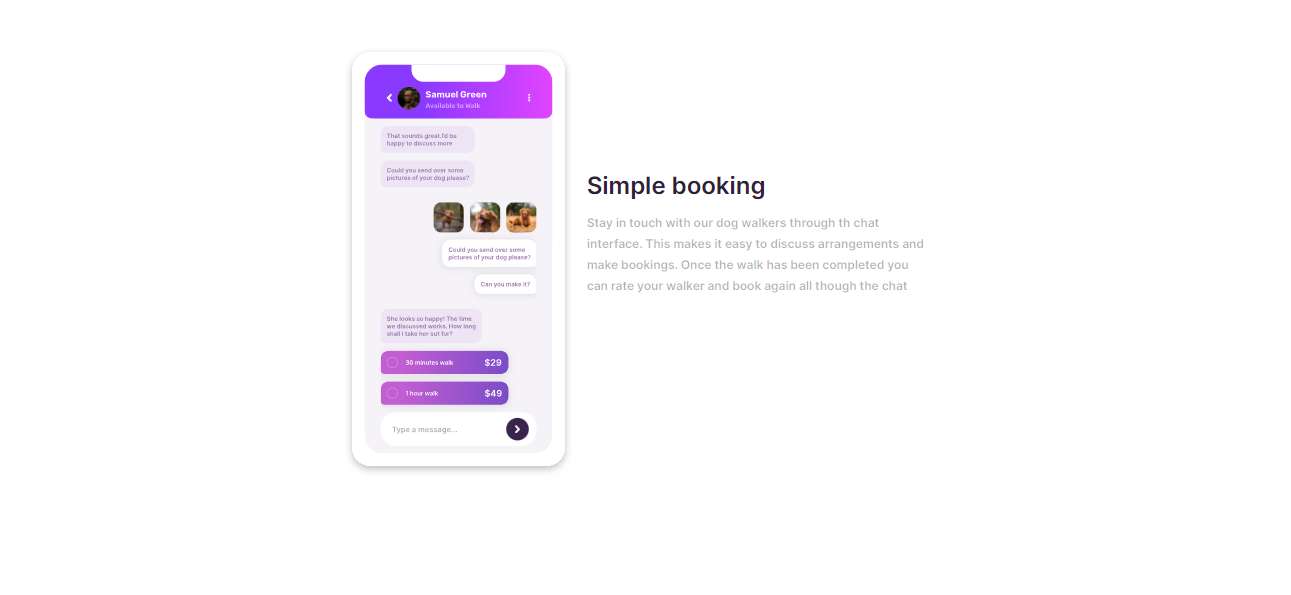 Samuel Green
Available to Walk
That sounds great.I'd be
happy to discuss more
Could you send over some
pictures of your dog please?
Could you send over some
pictures of your dog please?
Can you make it?
She looks so happy! The time
we discussed works. How long
shall i take her out for?
30 minutes walk $29
1 hour walk $49
Type a message...
Simple booking
Stay in touch with our dog walkers through th chat
interface. This makes it easy to discuss arrangements and
make bookings. Once the walk has been completed you
can rate your walker and book again all though the chat